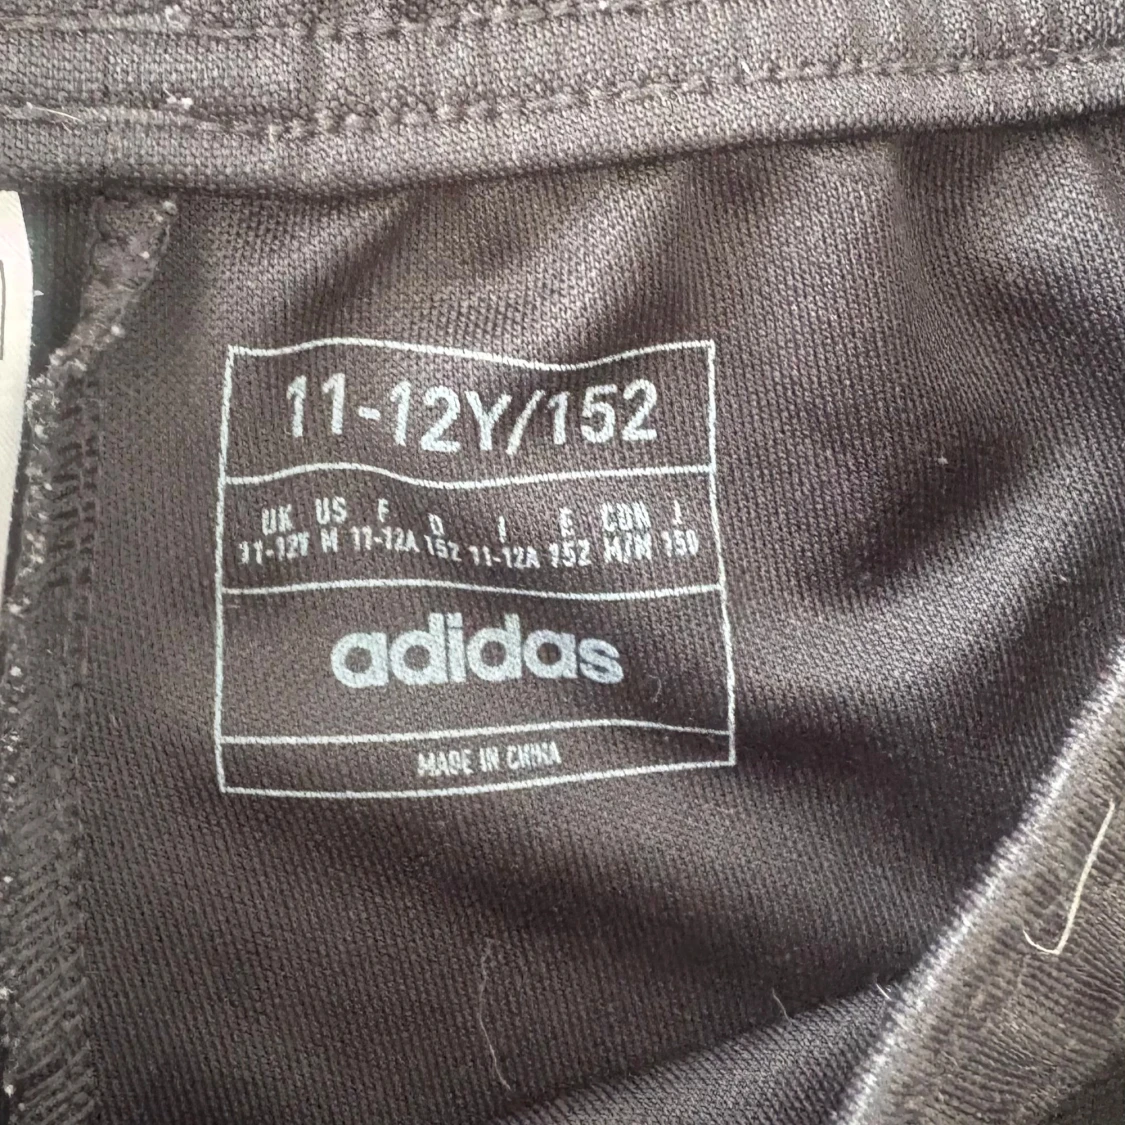 11-12Y/152
UK US F D I E CDN J
11-12Y M 11-12A 152 11-12A 152 M/M 150
adidas
MADE IN CHINA